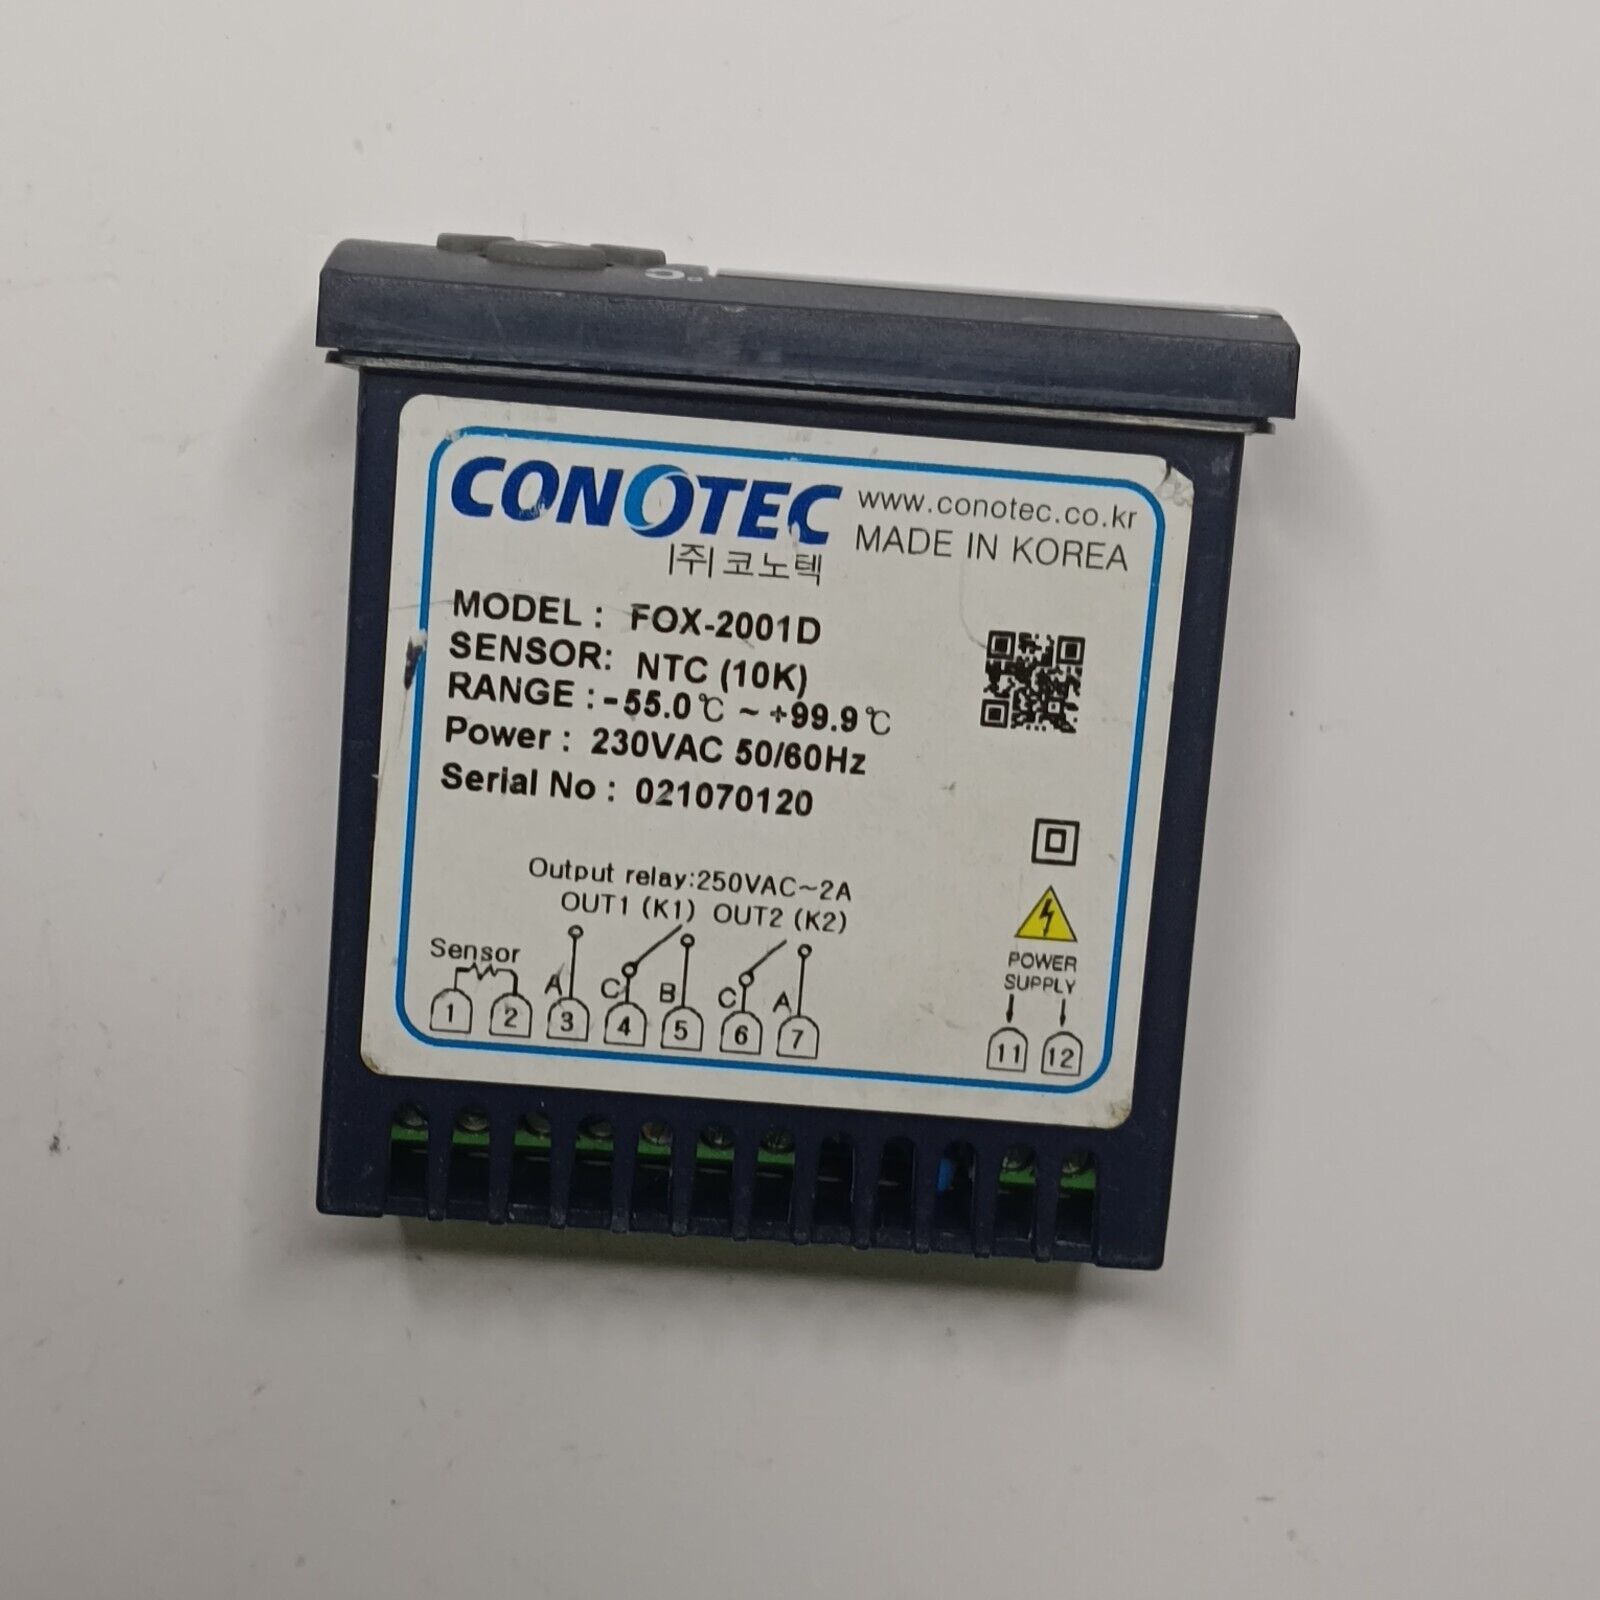 CONOTEC www.conotec.co.kr
|주|코노텍 MADE IN KOREA
MODEL : FOX-2001D
SENSOR: NTC (10K)
RANGE : -55.0℃ ~ +99.9℃
Power : 230VAC 50/60Hz
Serial No : 021070120
Output relay:250VAC~2A
OUT1 (K1) OUT2 (K2)
Sensor
A C B C A
POWER
SUPPLY
1 2 3 4 5 6 7 11 12